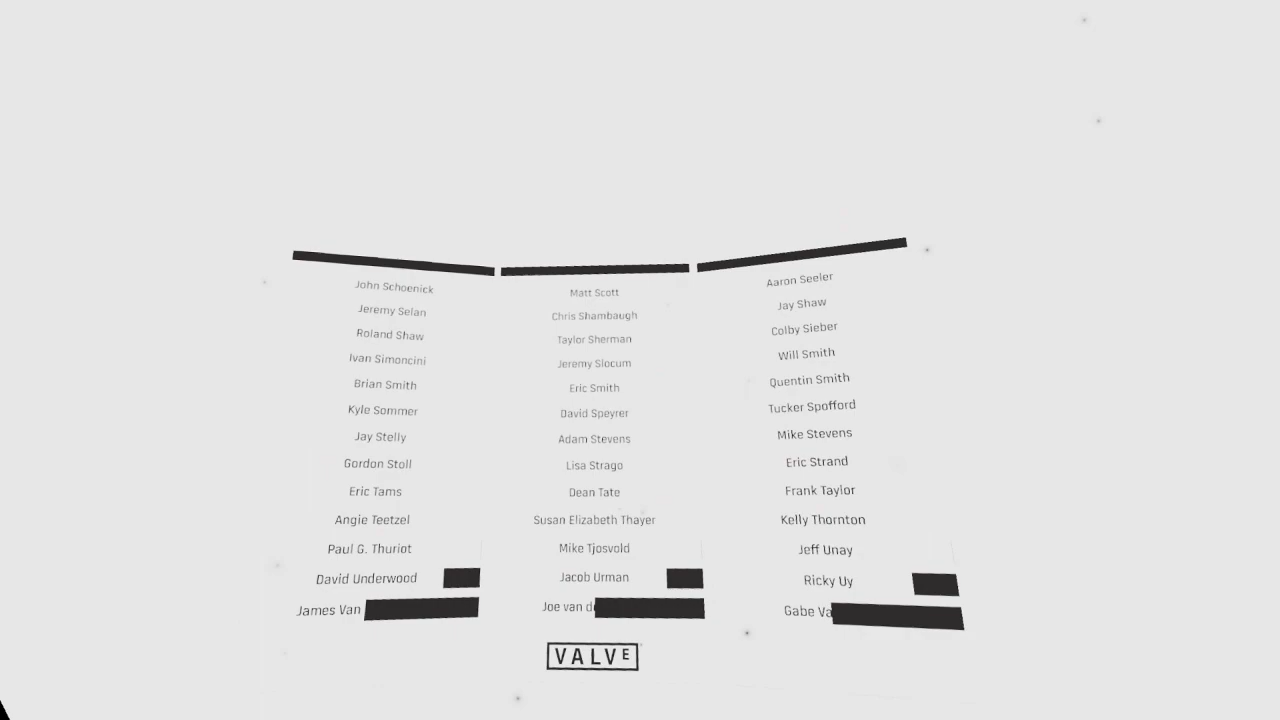 John Schoenick
Jeremy Selan
Roland Shaw
Ivan Simoncini
Brian Smith
Kyle Sommer
Jay Stelly
Gordon Stoll
Eric Tams
Angie Teetzel
Paul G. Thuriot
David Underwood
James Van
Matt Scott
Chris Shambaugh
Taylor Sherman
Jeremy Slocum
Eric Smith
David Speyrer
Adam Stevens
Lisa Strago
Dean Tate
Susan Elizabeth Thayer
Mike Tjosvold
Jacob Urman
Joe van
Aaron Seeler
Jay Shaw
Colby Sieber
Will Smith
Quentin Smith
Tucker Spofford
Mike Stevens
Eric Strand
Frank Taylor
Kelly Thornton
Jeff Unay
Ricky Uy
Gabe
VALVE